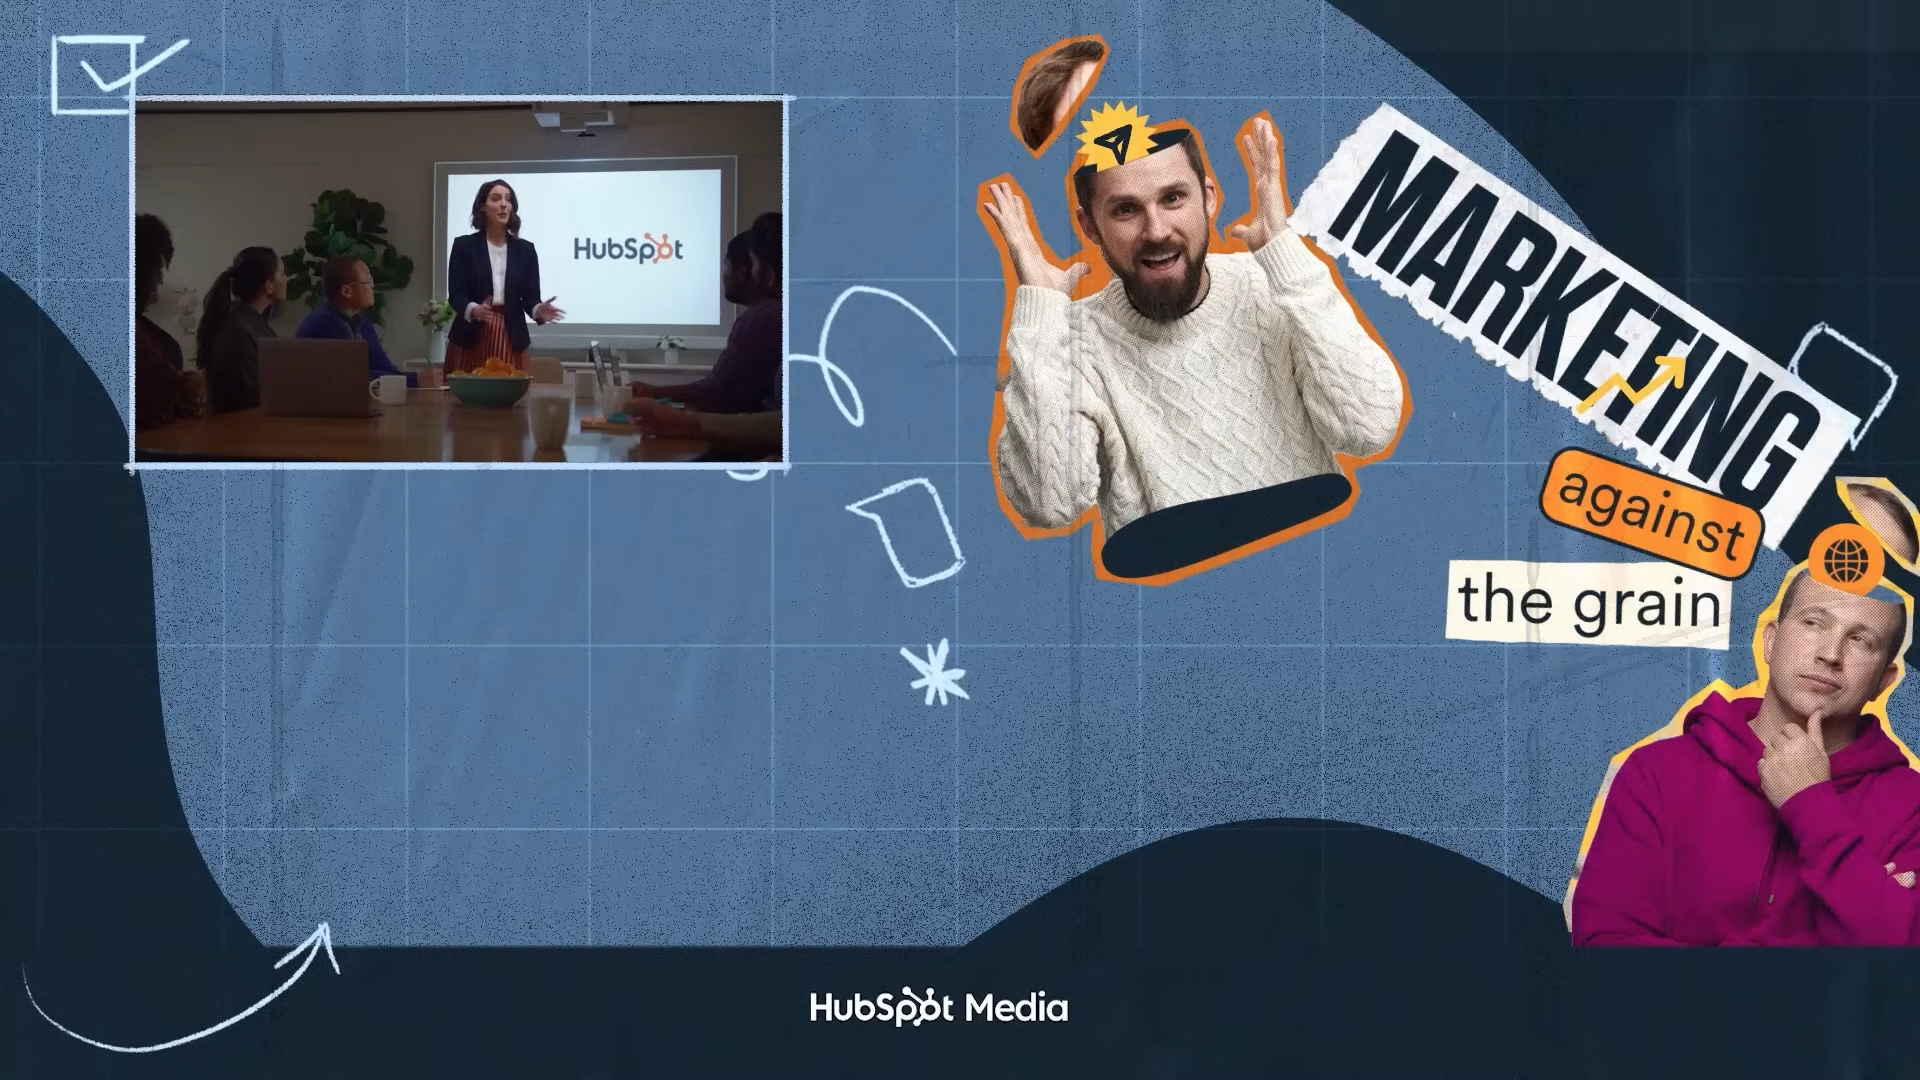 HubSpot
MARKETING
against
the grain
HubSpot Media